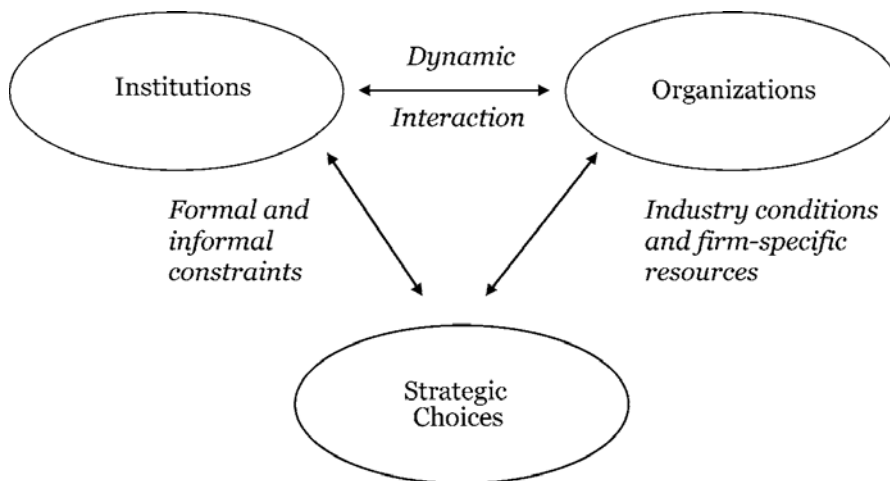 Institutions
Dynamic
Interaction
Organizations
Formal and
informal
constraints
Industry conditions
and firm-specific
resources
Strategic
Choices